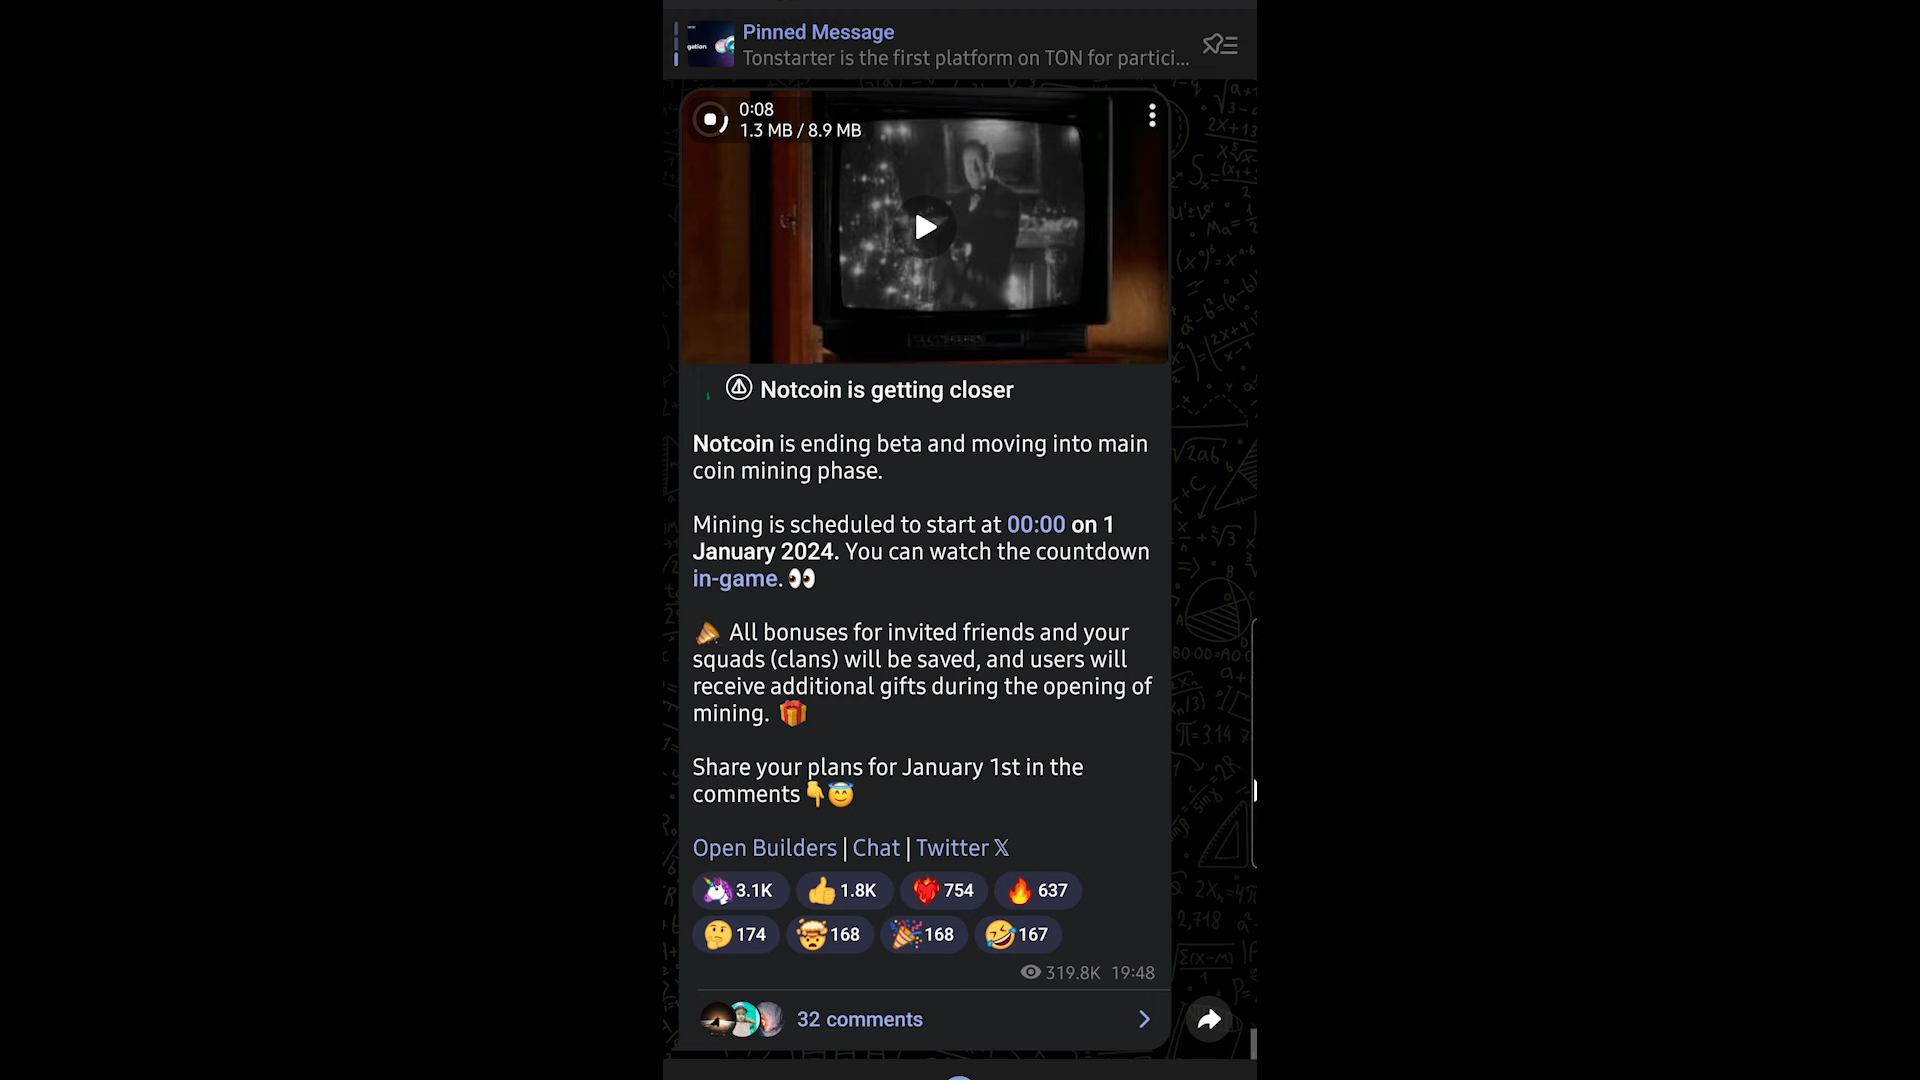 Pinned Message
Tonstarter is the first platform on TON for partici...
gation
0:08
1.3 MB / 8.9 MB
Notcoin is getting closer
Notcoin is ending beta and moving into main
coin mining phase.
Mining is scheduled to start at 00:00 on 1
January 2024. You can watch the countdown
in-game. 👀
🎉 All bonuses for invited friends and your
squads (clans) will be saved, and users will
receive additional gifts during the opening of
mining. 🎁
Share your plans for January 1st in the
comments 👇😇
Open Builders | Chat | Twitter 𝕏
🦄 3.1K 👍 1.8K ❤️‍🔥 754 🔥 637
🤔 174 🤯 168 🎉 168 🤣 167
319.8K 19:48
32 comments